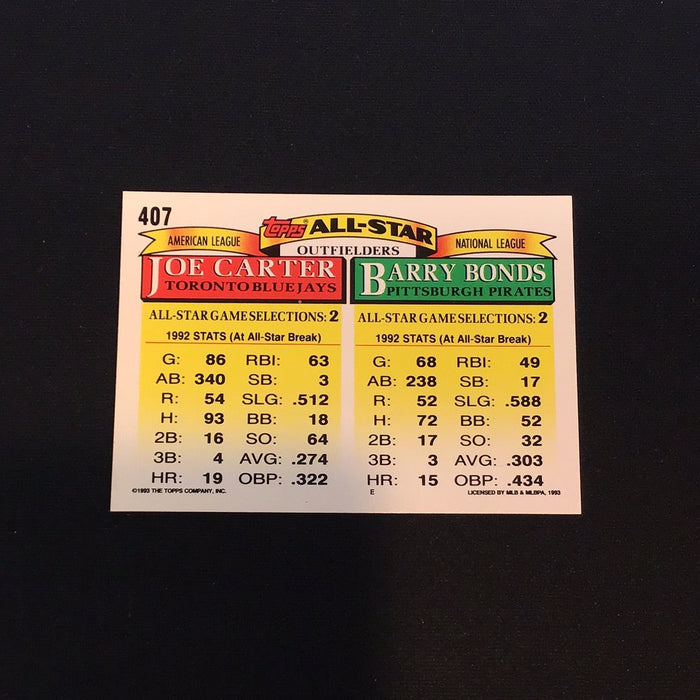 407
Topps® ALL-STAR
AMERICAN LEAGUE
OUTFIELDERS
NATIONAL LEAGUE
JOE CARTER
TORONTO BLUE JAYS
ALL-STAR GAME SELECTIONS: 2
1992 STATS (At All-Star Break)
G: 86 RBI: 63
AB: 340 SB: 3
R: 54 SLG: .512
H: 93 BB: 18
2B: 16 SO: 64
3B: 4 AVG: .274
HR: 19 OBP: .322
©1993 THE TOPPS COMPANY, INC.
BARRY BONDS
PITTSBURGH PIRATES
ALL-STAR GAME SELECTIONS: 2
1992 STATS (At All-Star Break)
G: 68 RBI: 49
AB: 238 SB: 17
R: 52 SLG: .588
H: 72 BB: 52
2B: 17 SO: 32
3B: 3 AVG: .303
HR: 15 OBP: .434
E LICENSED BY MLB & MLBPA, 1993